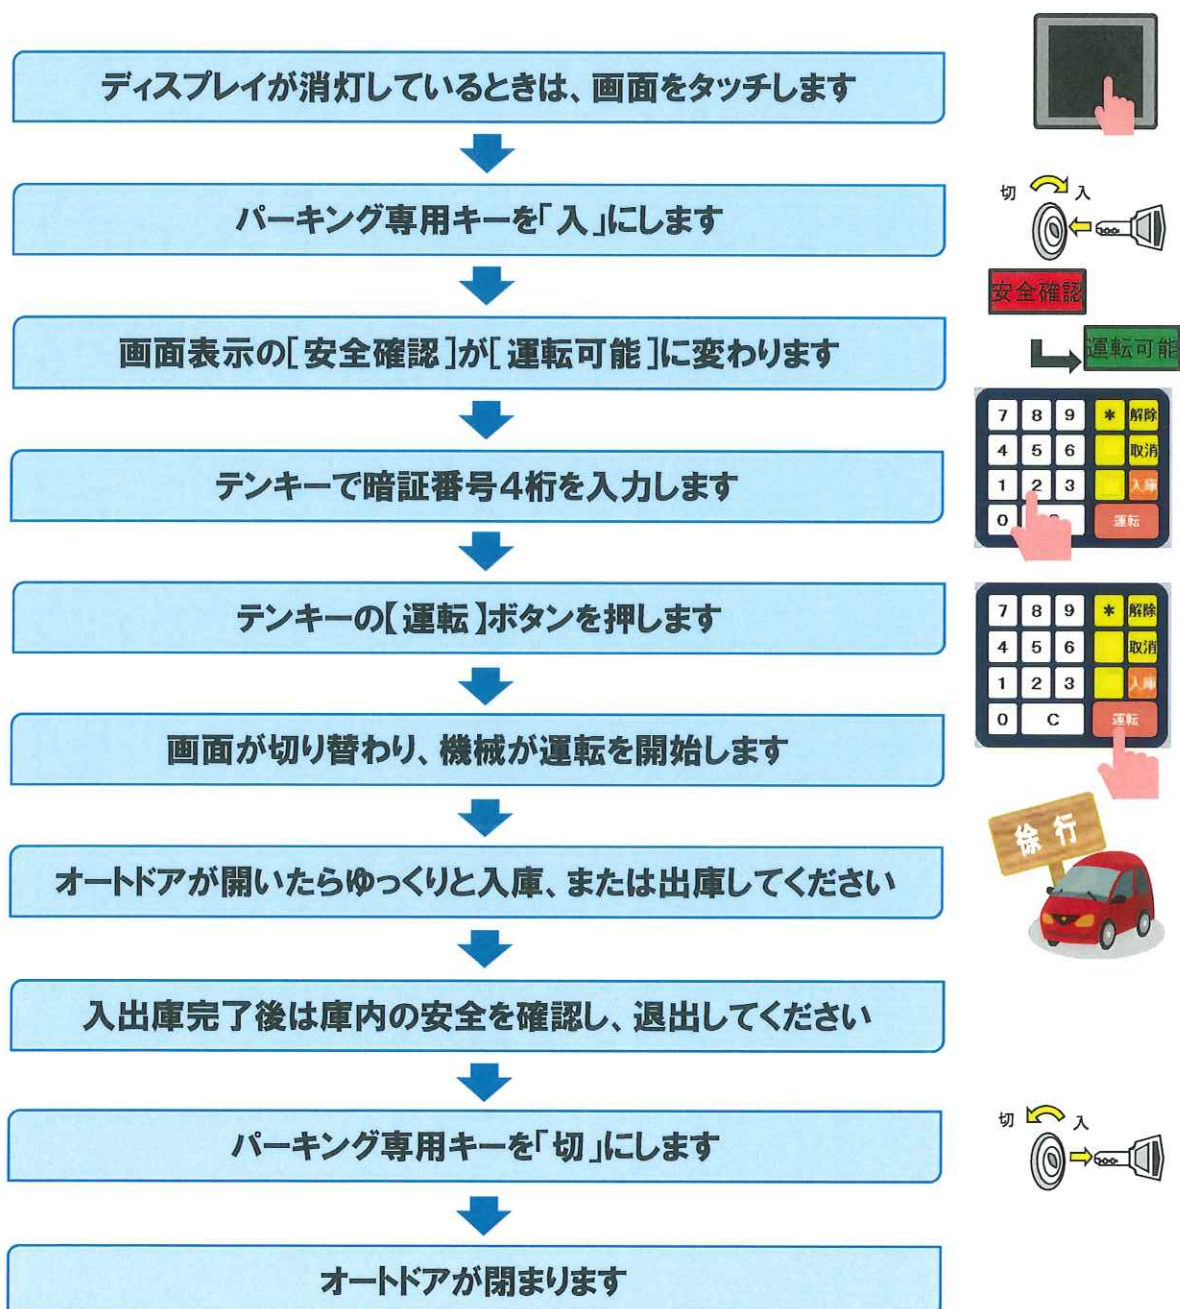 ディスプレイが消灯しているときは、画面をタッチします
切 入
パーキング専用キーを「入」にします
安全確認
画面表示の[安全確認]が[運転可能]に変わります
運転可能
7 8 9 * 解除
4 5 6 取消
1 2 3 入庫
0 運転
テンキーで暗証番号4桁を入力します
テンキーの【運転】ボタンを押します
7 8 9 * 解除
4 5 6 取消
1 2 3 入庫
0 C 運転
画面が切り替わり、機械が運転を開始します
徐行
オートドアが開いたらゆっくりと入庫、または出庫してください
入出庫完了後は庫内の安全を確認し、退出してください
切 入
パーキング専用キーを「切」にします
オートドアが閉まります